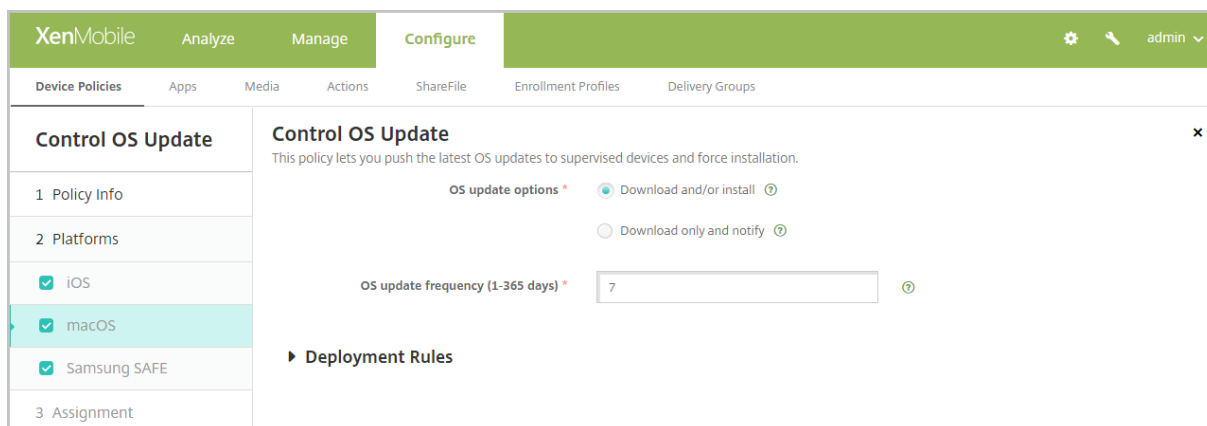 XenMobile Analyze Manage Configure admin
Device Policies Apps Media Actions ShareFile Enrollment Profiles Delivery Groups
Control OS Update
1 Policy Info
2 Platforms
iOS
macOS
Samsung SAFE
3 Assignment
Control OS Update
This policy lets you push the latest OS updates to supervised devices and force installation.
OS update options * Download and/or install
Download only and notify
OS update frequency (1-365 days) * 7
Deployment Rules